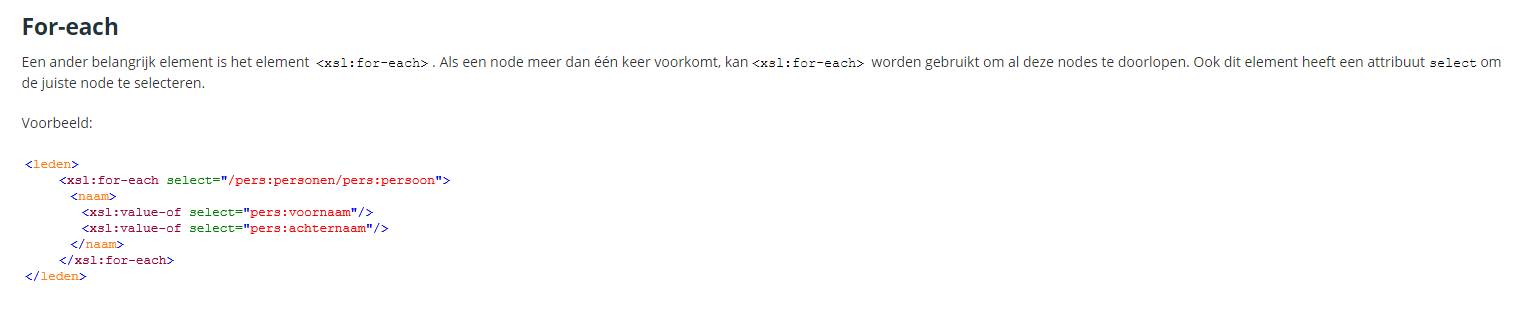 For-each
Een ander belangrijk element is het element <xsl:for-each>. Als een node meer dan één keer voorkomt, kan <xsl:for-each> worden gebruikt om al deze nodes te doorlopen. Ook dit element heeft een attribuut select om
de juiste node te selecteren.
Voorbeeld:
<leden>
<xsl:for-each select="/pers:personen/pers:persoon">
<naam>
<xsl:value-of select="pers:voornaam"/>
<xsl:value-of select="pers:achternaam"/>
</naam>
</xsl:for-each>
</leden>